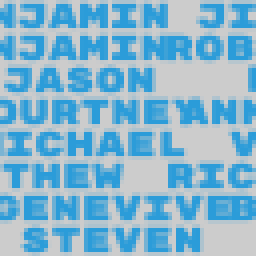 NJAMIN JI
NJAMINROB
JASON
OURTNEYANN
ICHAEL V
THEW RIC
GENEVIVEB
STEVEN